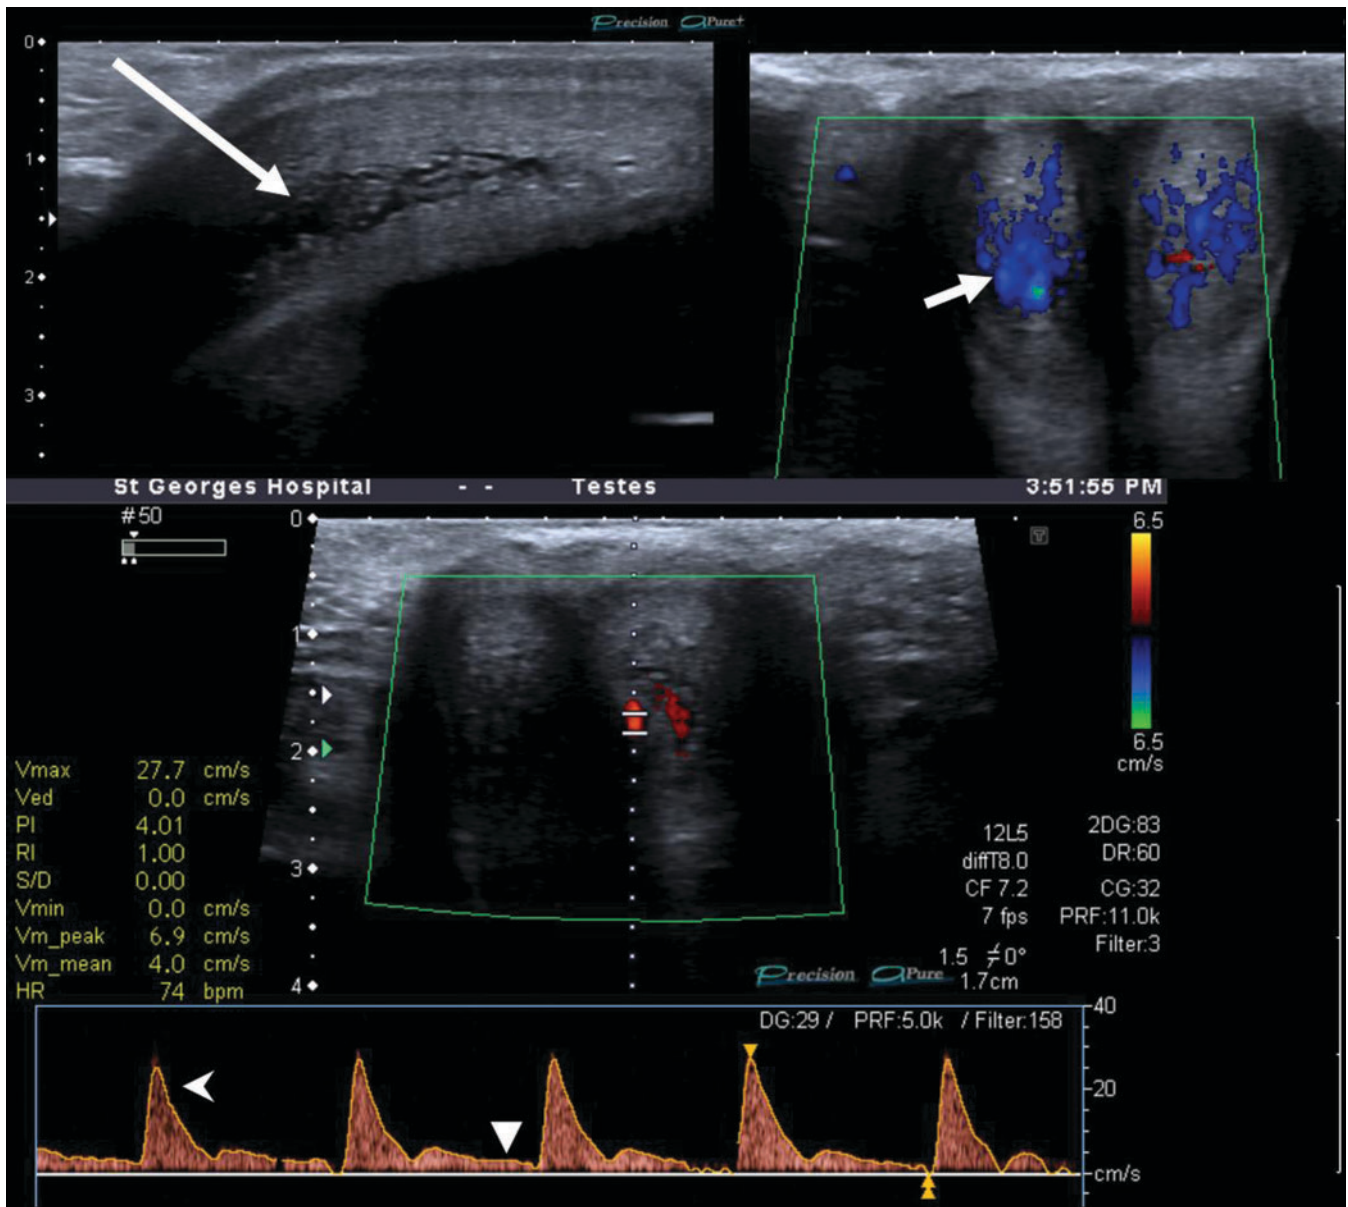 Precision APure+
0
1
2
3
St Georges Hospital - - Testes 3:51:55 PM
#50
0
1
2
3
4
T
6.5
6.5
cm/s
Vmax 27.7 cm/s
Ved 0.0 cm/s
PI 4.01
RI 1.00
S/D 0.00
Vmin 0.0 cm/s
Vm_peak 6.9 cm/s
Vm_mean 4.0 cm/s
HR 74 bpm
12L5
diffT8.0
CF 7.2
7 fps
2DG:83
DR:60
CG:32
PRF:11.0k
Filter:3
1.5 ≠0°
1.7cm
Precision APure
DG:29 / PRF:5.0k / Filter:158
40
20
cm/s